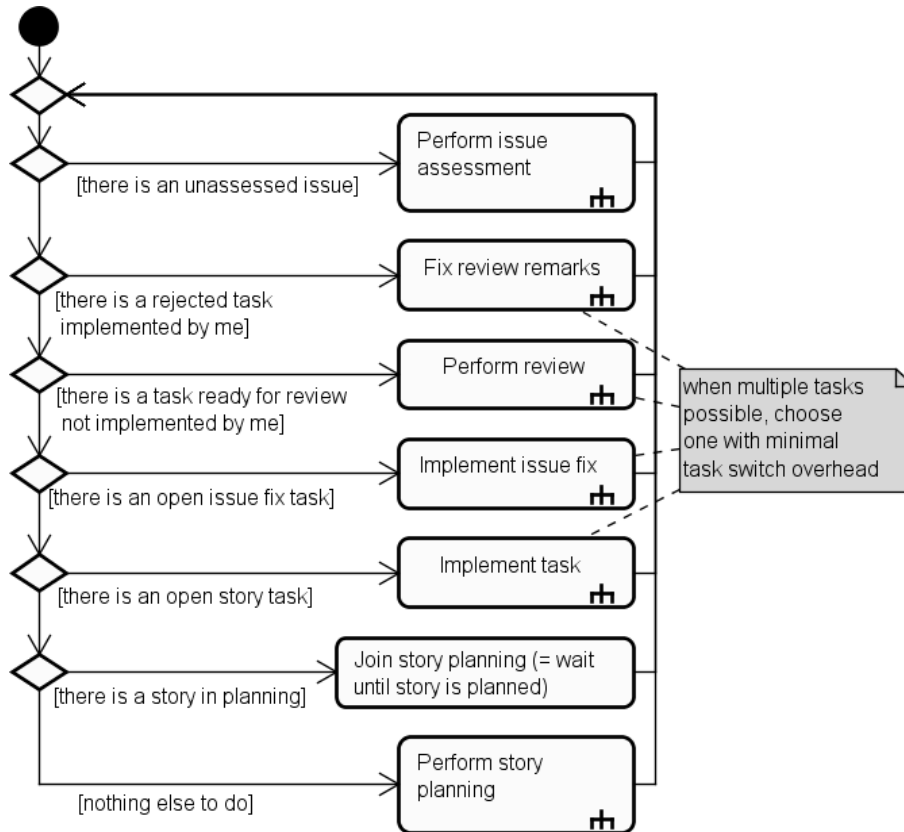 Perform issue
assessment
[there is an unassessed issue]
Fix review remarks
[there is a rejected task
implemented by me]
Perform review
[there is a task ready for review
not implemented by me]
when multiple tasks
possible, choose
one with minimal
task switch overhead
Implement issue fix
[there is an open issue fix task]
Implement task
[there is an open story task]
Join story planning (= wait
until story is planned)
[there is a story in planning]
Perform story
planning
[nothing else to do]